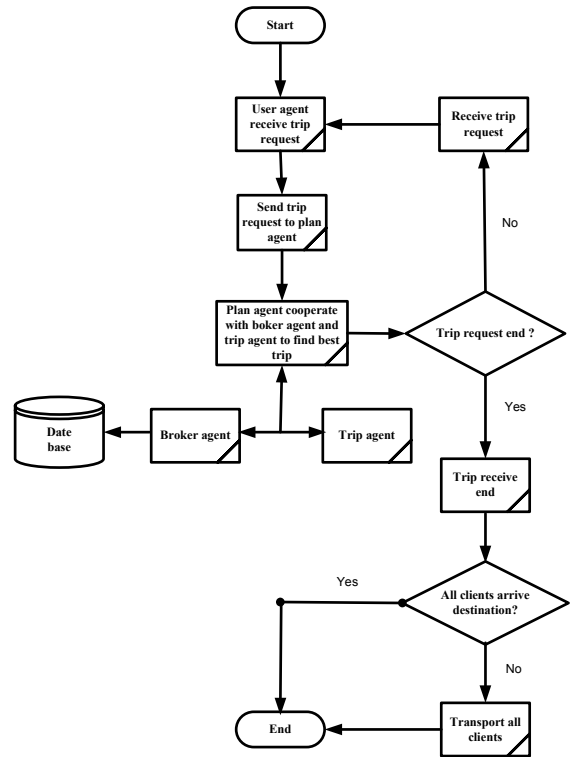 Start
User agent
receive trip
request
Receive trip
request
Send trip
request to plan
agent
No
Plan agent cooperate
with boker agent and
trip agent to find best
trip
Trip request end ?
Yes
Date
base
Broker agent
Trip agent
Trip receive
end
Yes
All clients arrive
destination?
No
End
Transport all
clients